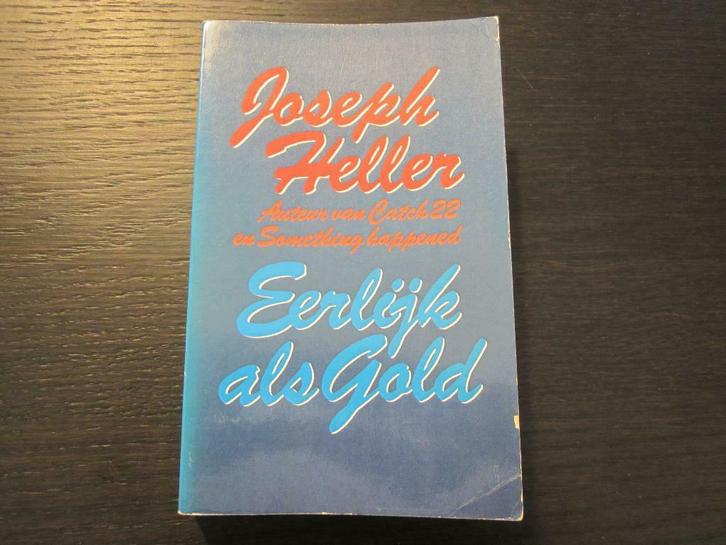 Joseph
Heller
Auteur van Catch 22
en Something happened
Eerlijk
als Gold